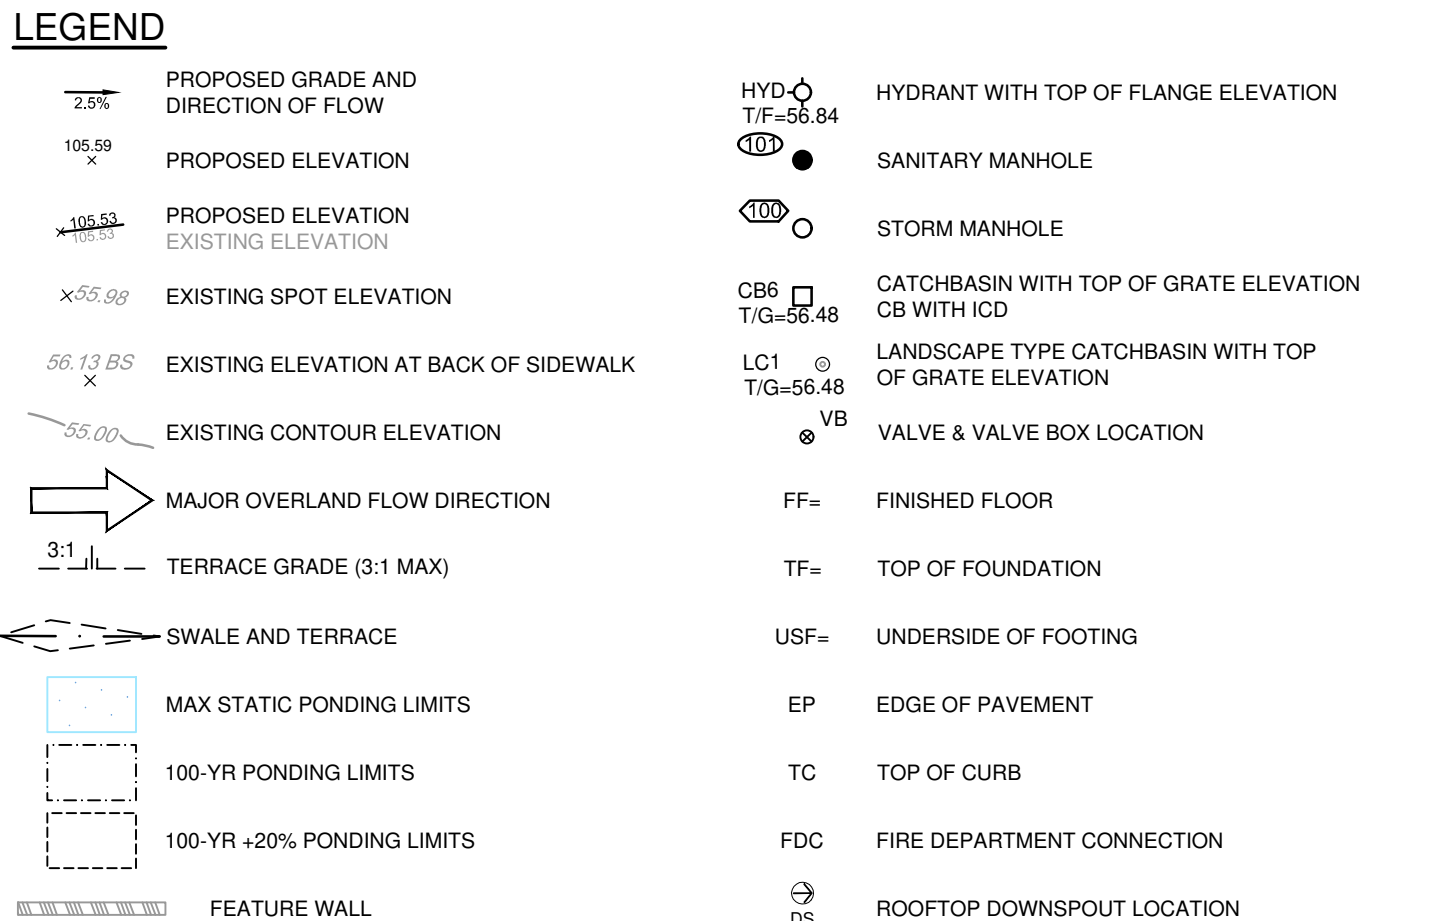 LEGEND
2.5%
PROPOSED GRADE AND
DIRECTION OF FLOW
105.59
PROPOSED ELEVATION
105.53
105.53
PROPOSED ELEVATION
EXISTING ELEVATION
55.98
EXISTING SPOT ELEVATION
56.13 BS
EXISTING ELEVATION AT BACK OF SIDEWALK
55.00
EXISTING CONTOUR ELEVATION
MAJOR OVERLAND FLOW DIRECTION
3:1
TERRACE GRADE (3:1 MAX)
SWALE AND TERRACE
MAX STATIC PONDING LIMITS
100-YR PONDING LIMITS
100-YR +20% PONDING LIMITS
FEATURE WALL
HYD
T/F=56.84
HYDRANT WITH TOP OF FLANGE ELEVATION
101
SANITARY MANHOLE
100
STORM MANHOLE
CB6
T/G=56.48
CATCHBASIN WITH TOP OF GRATE ELEVATION
CB WITH ICD
LC1
T/G=56.48
LANDSCAPE TYPE CATCHBASIN WITH TOP
OF GRATE ELEVATION
VB
VALVE & VALVE BOX LOCATION
FF= FINISHED FLOOR
TF= TOP OF FOUNDATION
USF= UNDERSIDE OF FOOTING
EP EDGE OF PAVEMENT
TC TOP OF CURB
FDC FIRE DEPARTMENT CONNECTION
DS
ROOFTOP DOWNSPOUT LOCATION